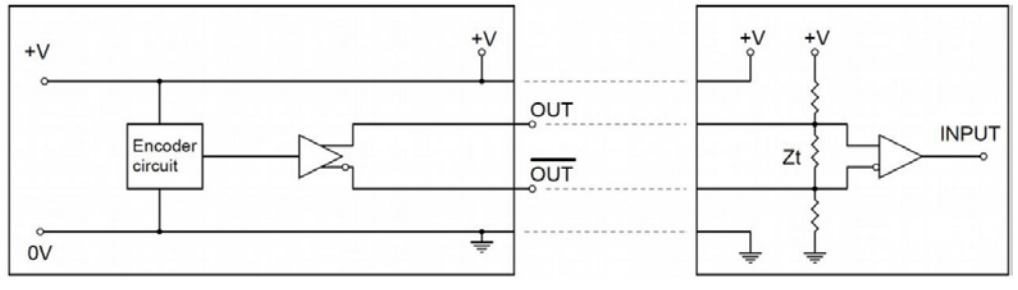 +V
+V
Encoder
circuit
0V
OUT
OUT
+V
+V
Zt
INPUT